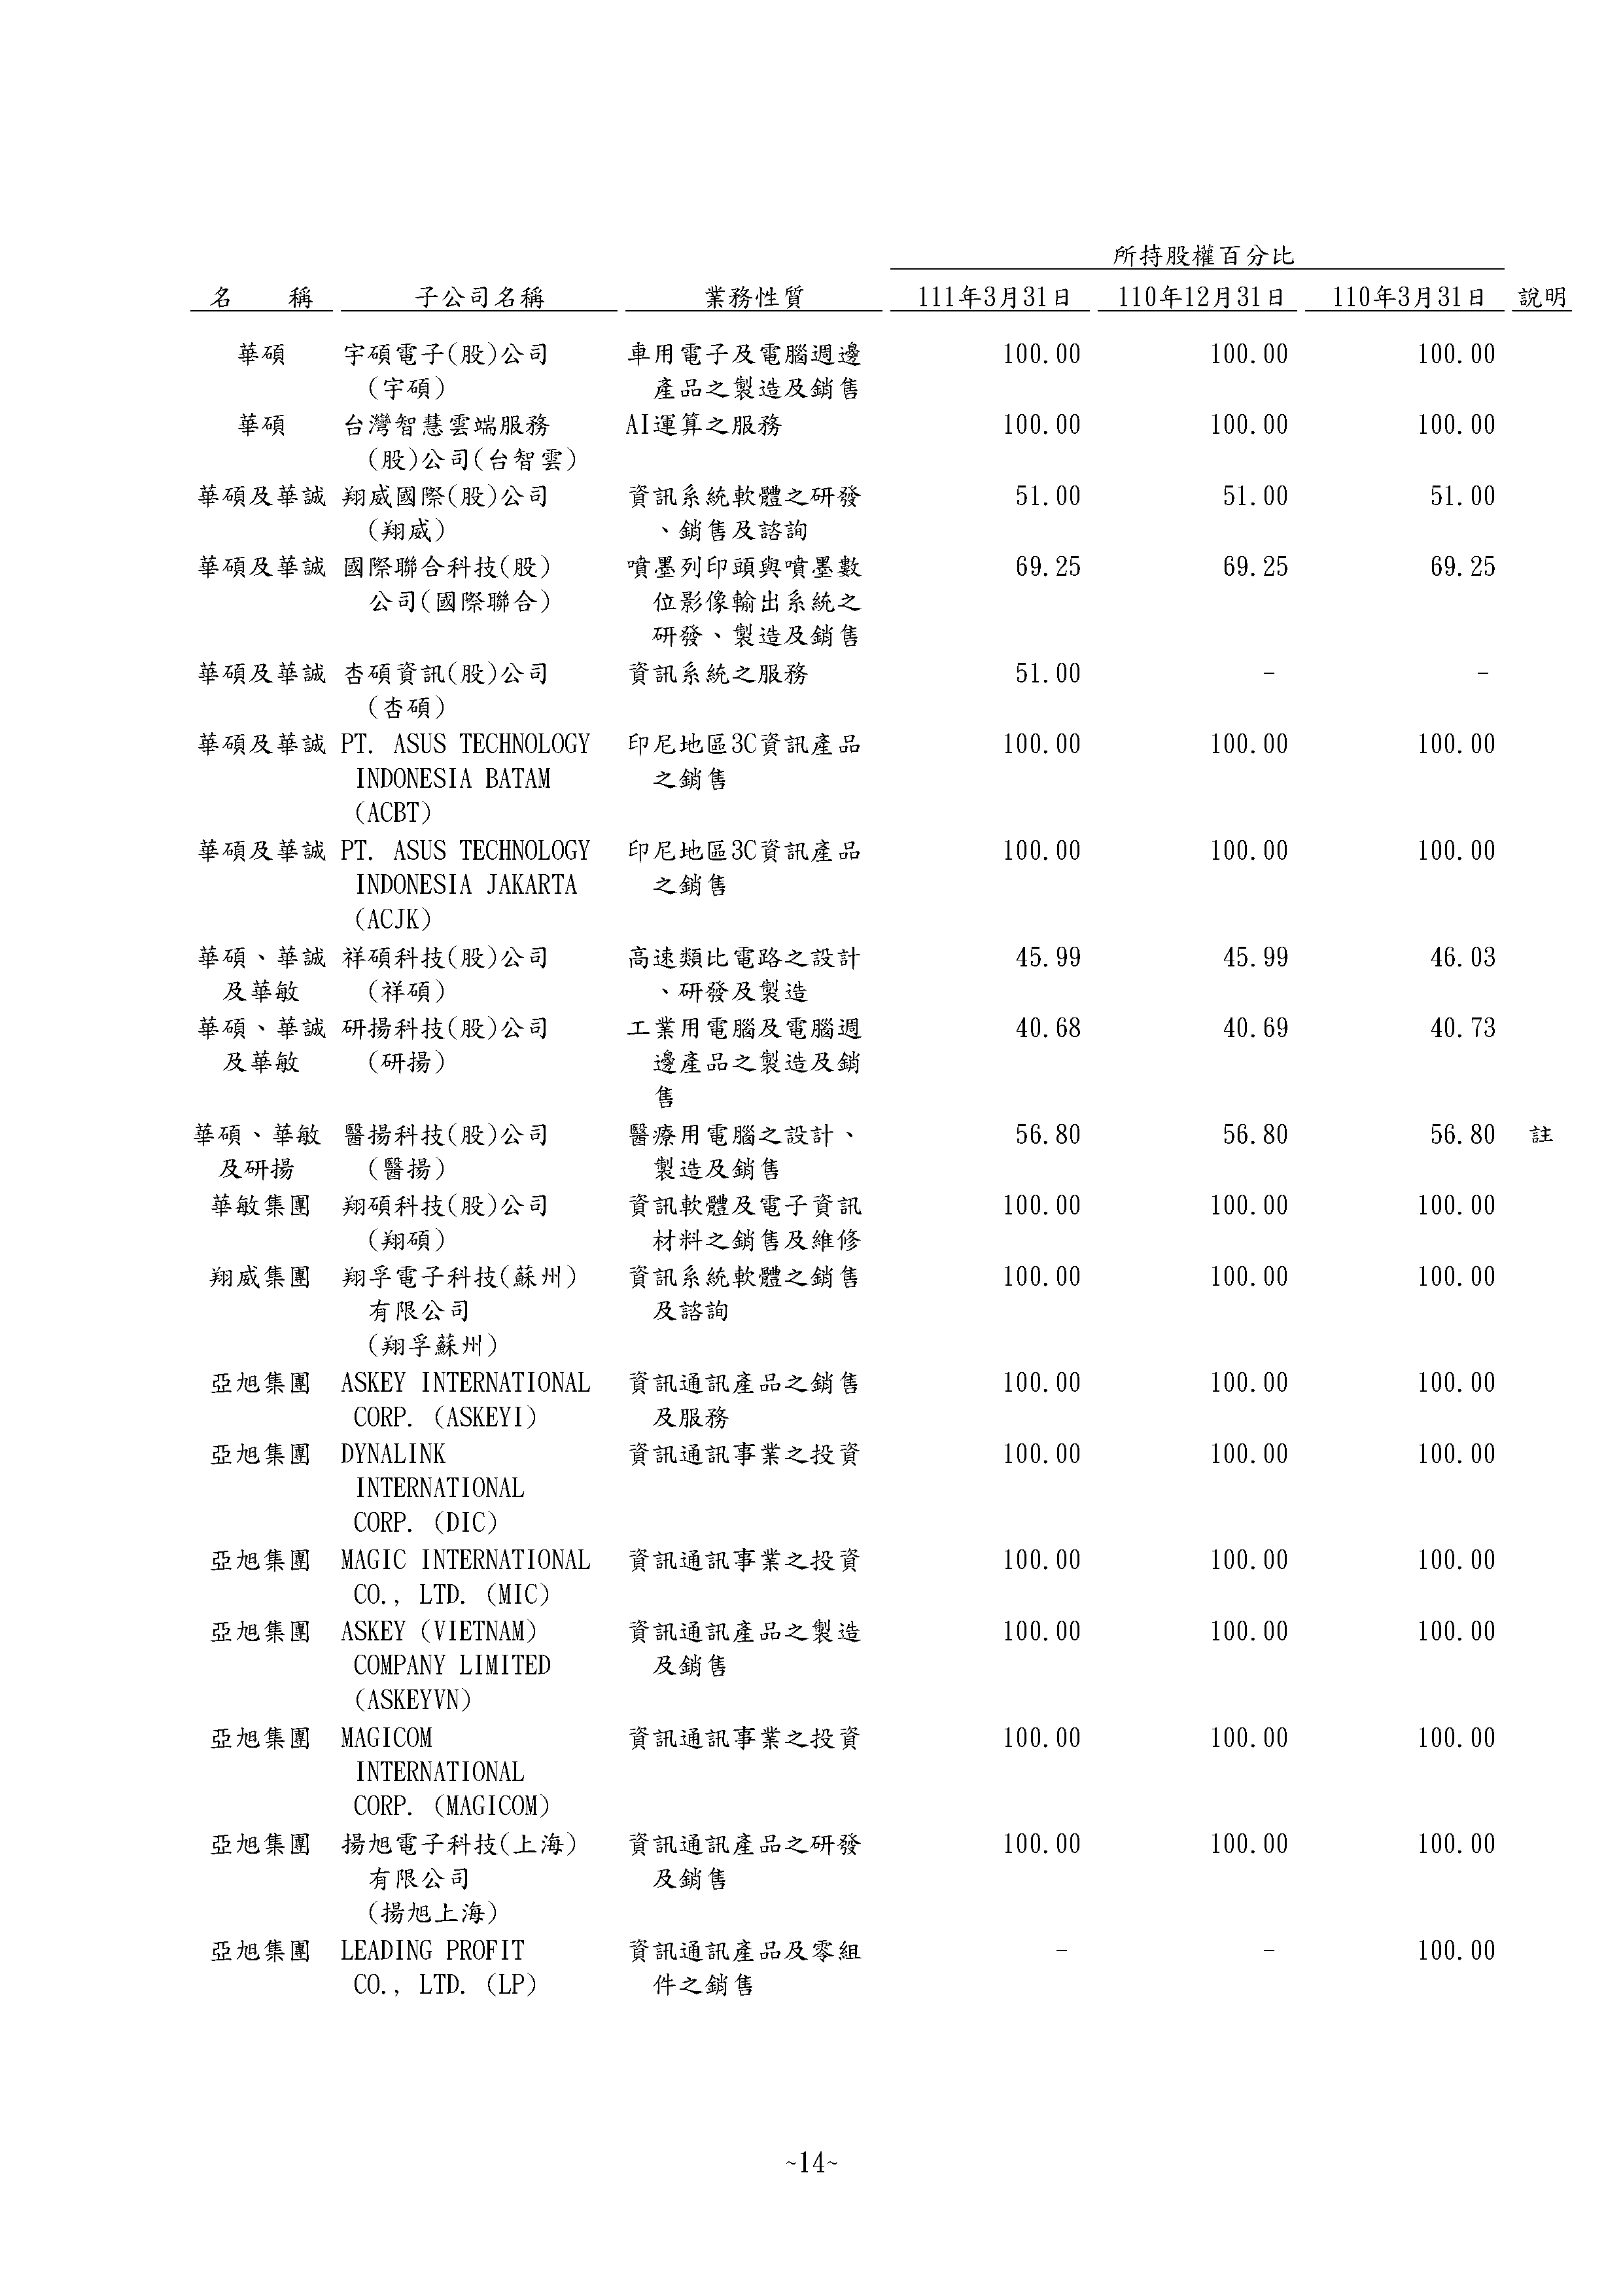 所持股權百分比
名　　稱 子公司名稱 業務性質 111年3月31日 110年12月31日 110年3月31日 說明
華碩 宇碩電子(股)公司 車用電子及電腦週邊 100.00 100.00 100.00
(宇碩) 產品之製造及銷售
華碩 台灣智慧雲端服務 AI運算之服務 100.00 100.00 100.00
(股)公司(台智雲)
華碩及華誠 翔威國際(股)公司 資訊系統軟體之研發 51.00 51.00 51.00
(翔威) 、銷售及諮詢
華碩及華誠 國際聯合科技(股) 噴墨列印頭與噴墨數 69.25 69.25 69.25
公司(國際聯合) 位影像輸出系統之
研發、製造及銷售
華碩及華誠 杏碩資訊(股)公司 資訊系統之服務 51.00 - -
(杏碩)
華碩及華誠 PT. ASUS TECHNOLOGY 印尼地區3C資訊產品 100.00 100.00 100.00
INDONESIA BATAM 之銷售
(ACBT)
華碩及華誠 PT. ASUS TECHNOLOGY 印尼地區3C資訊產品 100.00 100.00 100.00
INDONESIA JAKARTA 之銷售
(ACJK)
華碩、華誠 祥碩科技(股)公司 高速類比電路之設計 45.99 45.99 46.03
及華敏 (祥碩) 、研發及製造
華碩、華誠 研揚科技(股)公司 工業用電腦及電腦週 40.68 40.69 40.73
及華敏 (研揚) 邊產品之製造及銷
售
華碩、華敏 醫揚科技(股)公司 醫療用電腦之設計、 56.80 56.80 56.80 註
及研揚 (醫揚) 製造及銷售
華敏集團 翔碩科技(股)公司 資訊軟體及電子資訊 100.00 100.00 100.00
(翔碩) 材料之銷售及維修
翔威集團 翔孚電子科技(蘇州) 資訊系統軟體之銷售 100.00 100.00 100.00
有限公司 及諮詢
(翔孚蘇州)
亞旭集團 ASKEY INTERNATIONAL 資訊通訊產品之銷售 100.00 100.00 100.00
CORP. (ASKEYI) 及服務
亞旭集團 DYNALINK 資訊通訊事業之投資 100.00 100.00 100.00
INTERNATIONAL
CORP. (DIC)
亞旭集團 MAGIC INTERNATIONAL 資訊通訊事業之投資 100.00 100.00 100.00
CO., LTD. (MIC)
亞旭集團 ASKEY (VIETNAM) 資訊通訊產品之製造 100.00 100.00 100.00
COMPANY LIMITED 及銷售
(ASKEYVN)
亞旭集團 MAGICOM 資訊通訊事業之投資 100.00 100.00 100.00
INTERNATIONAL
CORP. (MAGICOM)
亞旭集團 揚旭電子科技(上海) 資訊通訊產品之研發 100.00 100.00 100.00
有限公司 及銷售
(揚旭上海)
亞旭集團 LEADING PROFIT 資訊通訊產品及零組 - - 100.00
CO., LTD. (LP) 件之銷售
~14~